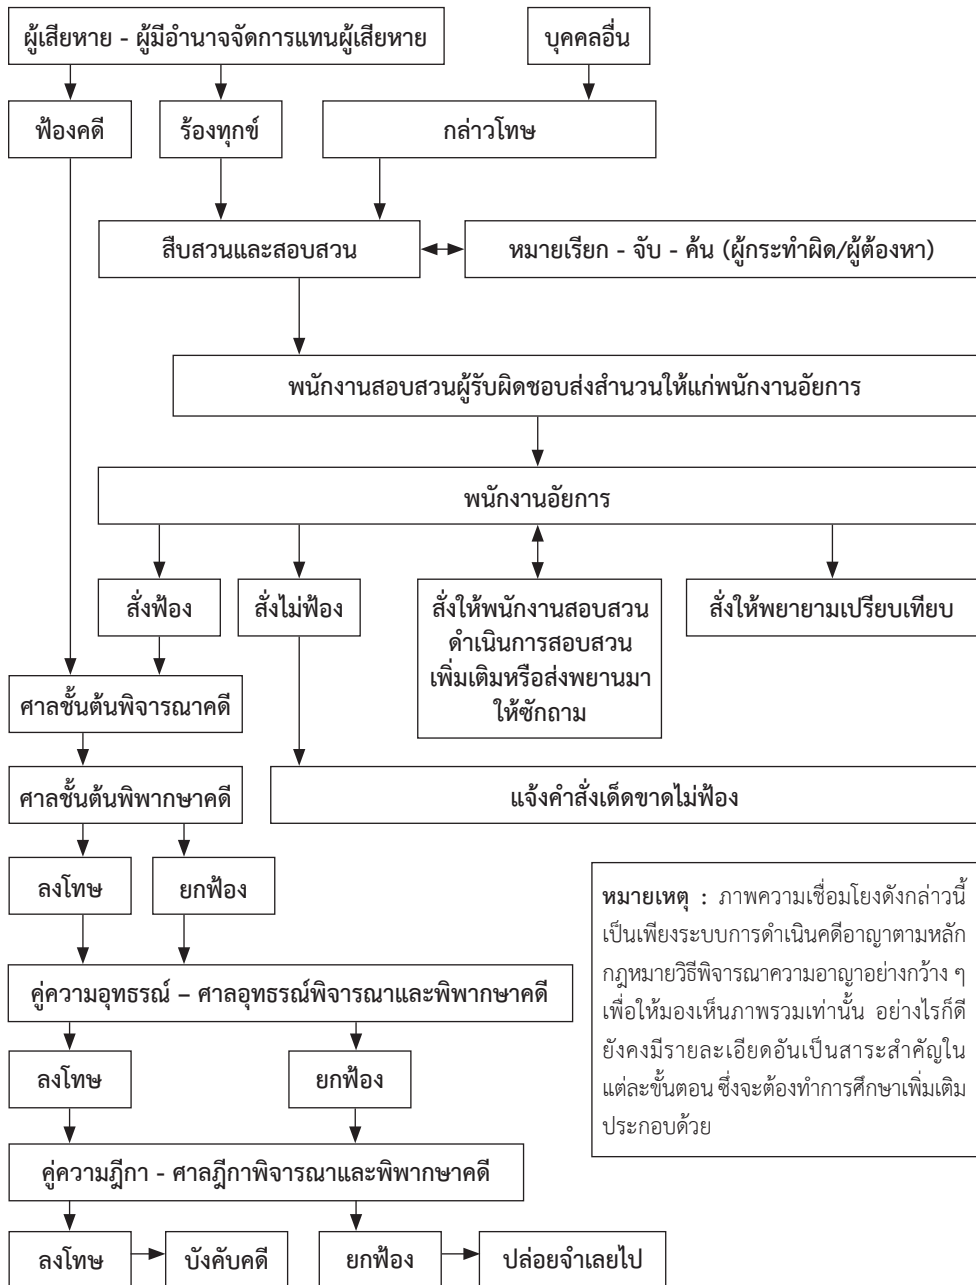 ผู้เสียหาย - ผู้มีอำนาจจัดการแทนผู้เสียหาย
บุคคลอื่น
ฟ้องคดี
ร้องทุกข์
กล่าวโทษ
สืบสวนและสอบสวน
หมายเรียก - จับ - ค้น (ผู้กระทำผิด/ผู้ต้องหา)
พนักงานสอบสวนผู้รับผิดชอบส่งสำนวนให้แก่พนักงานอัยการ
พนักงานอัยการ
สั่งฟ้อง
สั่งไม่ฟ้อง
สั่งให้พนักงานสอบสวน
ดำเนินการสอบสวน
เพิ่มเติมหรือส่งพยานมา
ให้ซักถาม
สั่งให้พยายามเปรียบเทียบ
ศาลชั้นต้นพิจารณาคดี
ศาลชั้นต้นพิพากษาคดี
แจ้งคำสั่งเด็ดขาดไม่ฟ้อง
ลงโทษ
ยกฟ้อง
หมายเหตุ : ภาพความเชื่อมโยงดังกล่าวนี้
เป็นเพียงระบบการดำเนินคดีอาญาตามหลัก
กฎหมายวิธีพิจารณาความอาญาอย่างกว้าง ๆ
เพื่อให้มองเห็นภาพรวมเท่านั้น อย่างไรก็ดี
ยังคงมีรายละเอียดอันเป็นสาระสำคัญใน
แต่ละขั้นตอน ซึ่งจะต้องทำการศึกษาเพิ่มเติม
ประกอบด้วย
คู่ความอุทธรณ์ – ศาลอุทธรณ์พิจารณาและพิพากษาคดี
ลงโทษ
ยกฟ้อง
คู่ความฎีกา - ศาลฎีกาพิจารณาและพิพากษาคดี
ลงโทษ
บังคับคดี
ยกฟ้อง
ปล่อยจำเลยไป